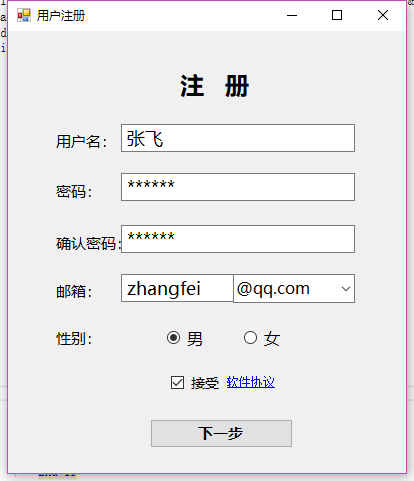 用户注册
注 册
用户名： 张飞
密码： ******
确认密码： ******
邮箱： zhangfei @qq.com
性别： 男 女
接受 软件协议
下一步